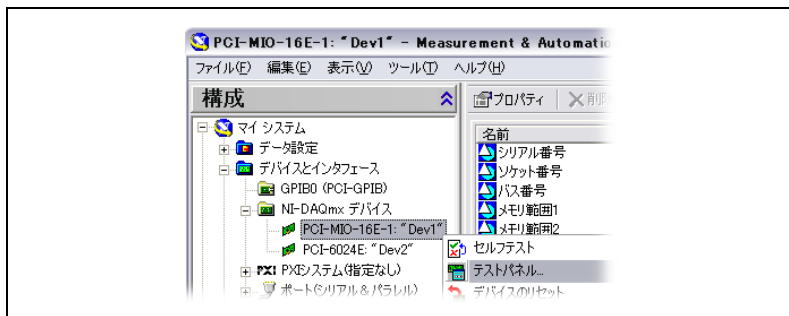 PCI-MIO-16E-1: "Dev1" - Measurement & Automatio
ファイル(F) 編集(E) 表示(V) ツール(T) ヘルプ(H)
構成
プロパティ 削除
マイ システム
データ設定
デバイスとインタフェース
GPIB0 (PCI-GPIB)
NI-DAQmx デバイス
PCI-MIO-16E-1: "Dev1"
PCI-6024E: "Dev2"
PXI PXIシステム(指定なし)
ポート(シリアル & パラレル)
名前
シリアル番号
ソケット番号
バス番号
メモリ範囲1
メモリ範囲2
セルフテスト
テストパネル...
デバイスのリセット